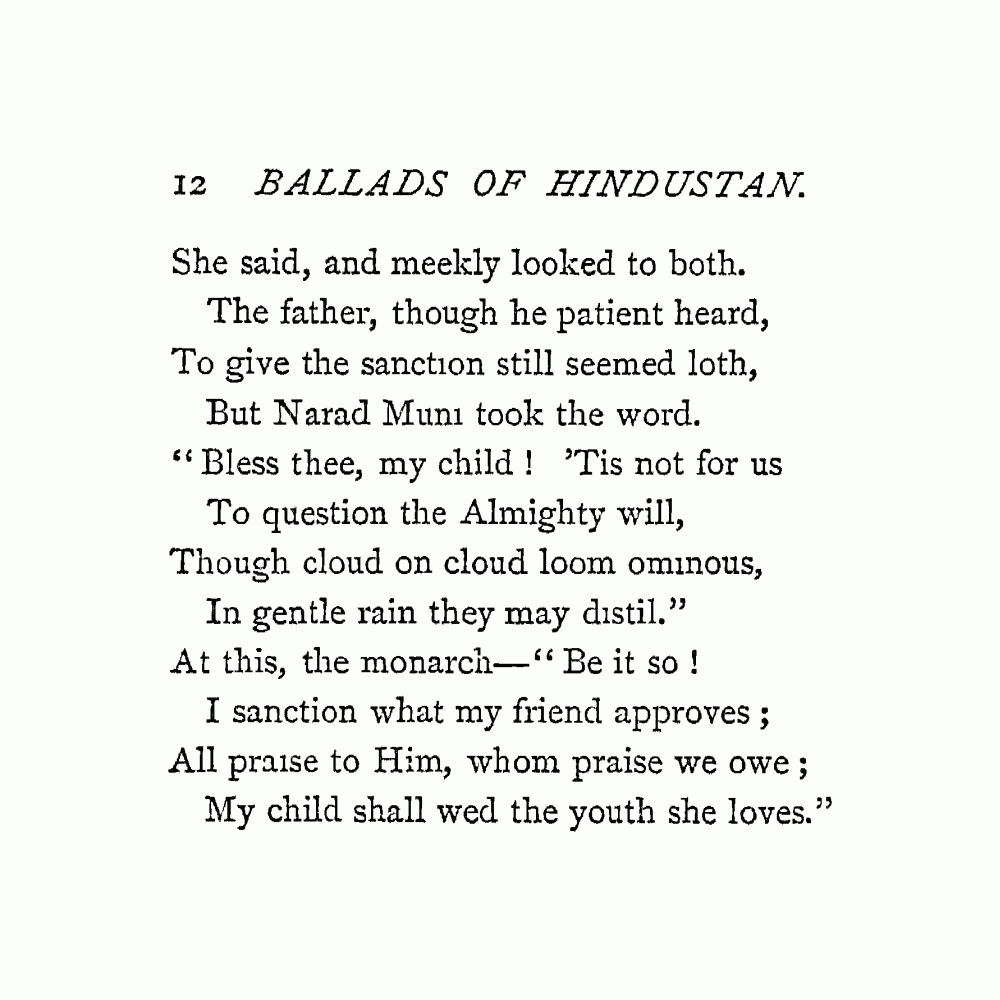 12 BALLADS OF HINDUSTAN.
She said, and meekly looked to both.
The father, though he patient heard,
To give the sanction still seemed loth,
But Narad Muni took the word.
“Bless thee, my child ! ’Tis not for us
To question the Almighty will,
Though cloud on cloud loom ominous,
In gentle rain they may distil.”
At this, the monarch—“Be it so !
I sanction what my friend approves ;
All praise to Him, whom praise we owe ;
My child shall wed the youth she loves.”